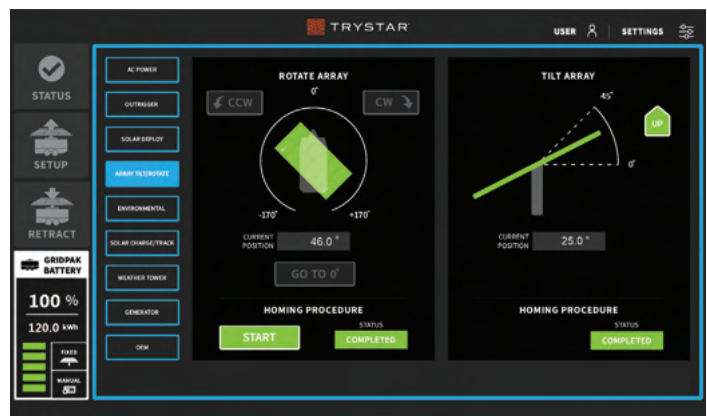 TRYSTAR
USER
SETTINGS
STATUS
SETUP
RETRACT
GRIDPAK
BATTERY
100 %
120.0 kWh
FIXED
MANUAL
AC POWER
OUTRIGGER
SOLAR DEPLOY
ARRAY TILT/ROTATE
ENVIRONMENTAL
SOLAR CHARGE/TRACK
WEATHER TOWER
GENERATOR
OEM
ROTATE ARRAY
CCW
0°
CW
-170°
+170°
CURRENT
POSITION
46.0 °
GO TO 0°
HOMING PROCEDURE
START
STATUS
COMPLETED
TILT ARRAY
45°
UP
0°
CURRENT
POSITION
25.0 °
HOMING PROCEDURE
STATUS
COMPLETED